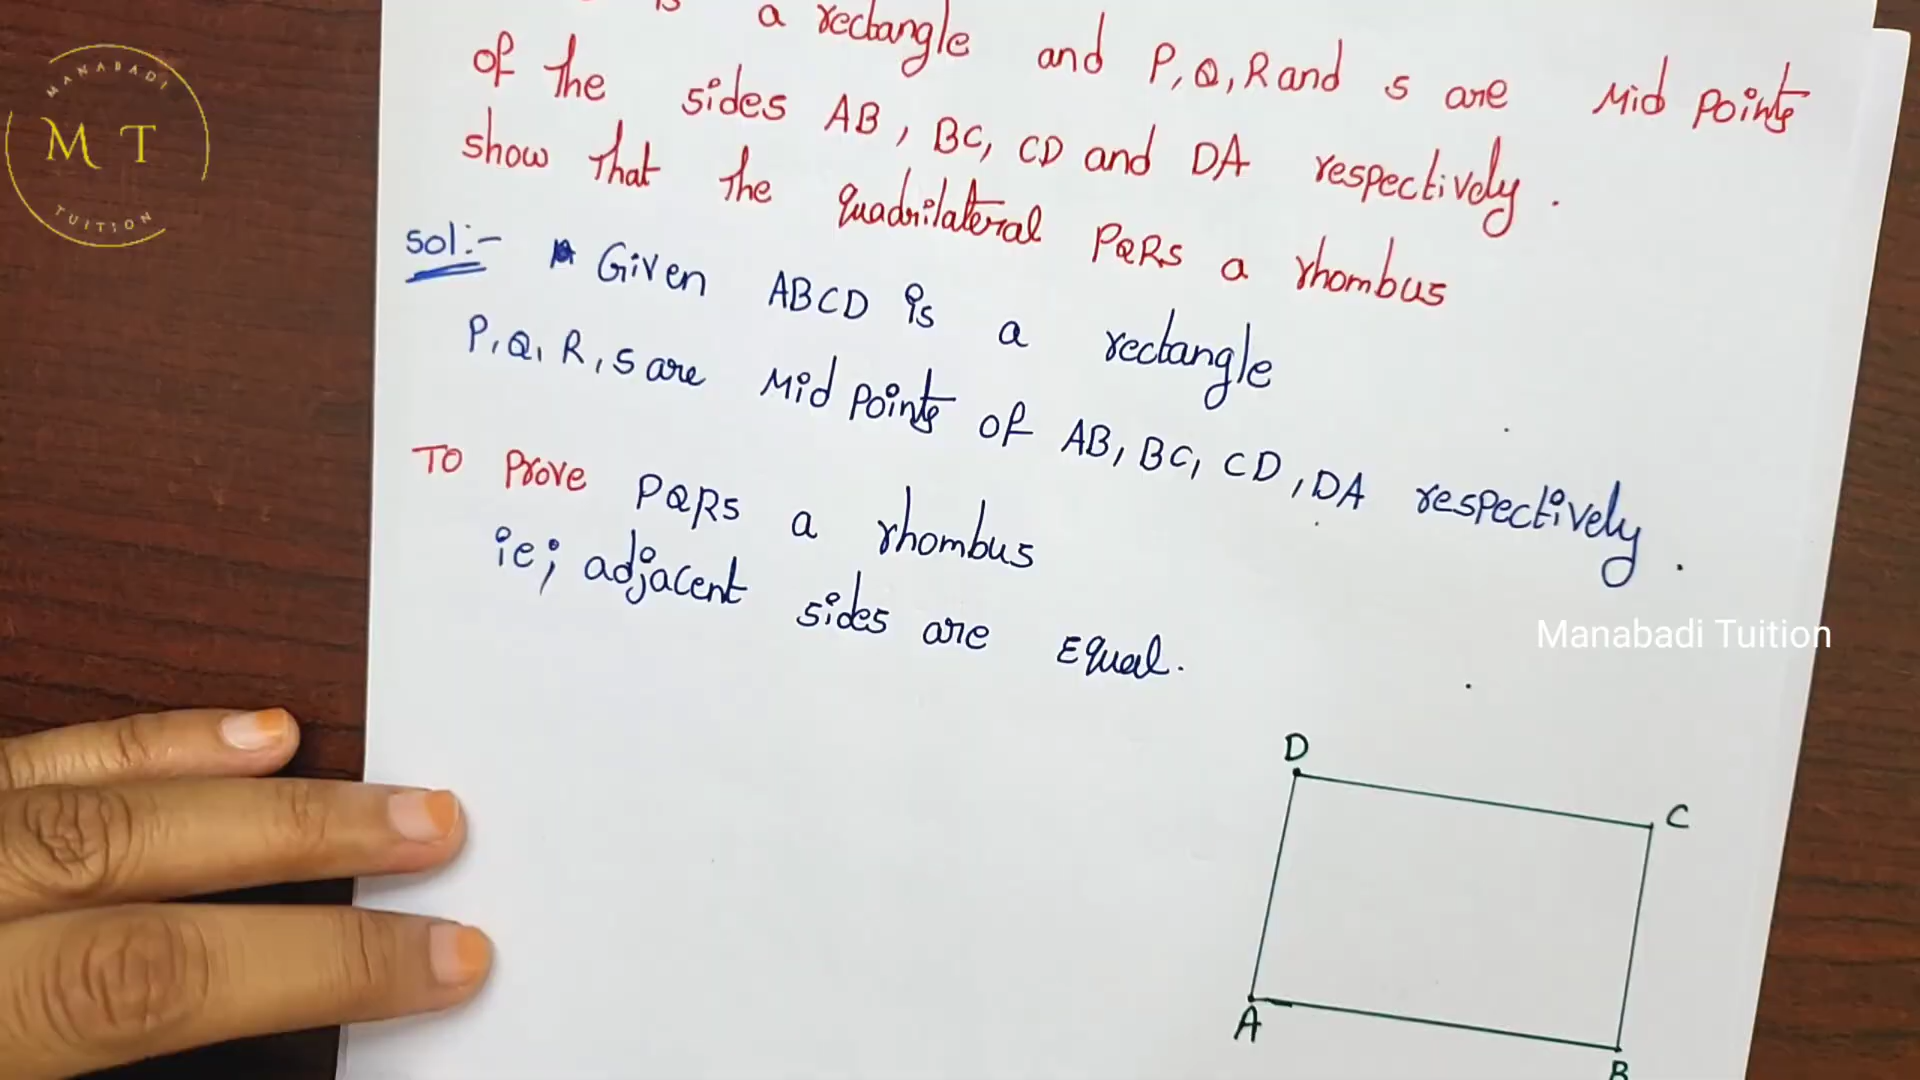 MANABADI
M T
TUITION
is a rectangle and P, Q, R and S are Mid Points
of the sides AB, BC, CD and DA respectively.
show that the quadrilateral PQRS a rhombus
Sol:- Given ABCD is a rectangle
P, Q, R, S are Mid Points of AB, BC, CD, DA respectively.
TO Prove PQRS a rhombus
ie; adjacent sides are Equal.
Manabadi Tuition
D
C
A
B